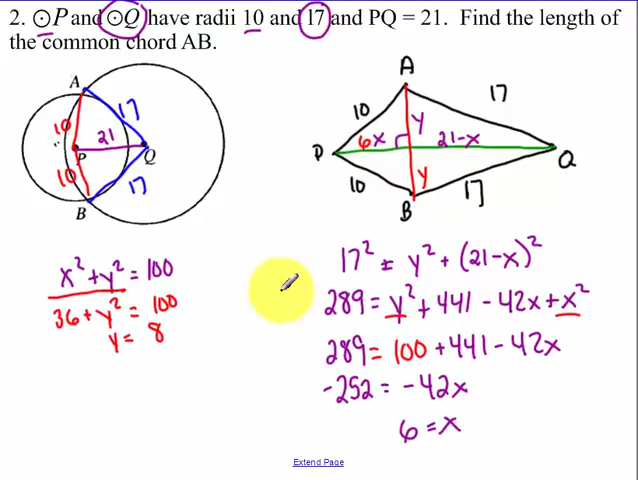 2. ⊙P and ⊙Q have radii 10 and 17 and PQ = 21. Find the length of
the common chord AB.
A
17
10
21
P
Q
10
17
B
A
17
10
y
P
6x
21-x
Q
10
y
17
B
x² + y² = 100
36 + y² = 100
y = 8
17² = y² + (21-x)²
289 = y² + 441 - 42x + x²
289 = 100 + 441 - 42x
-252 = -42x
6 = x
Extend Page